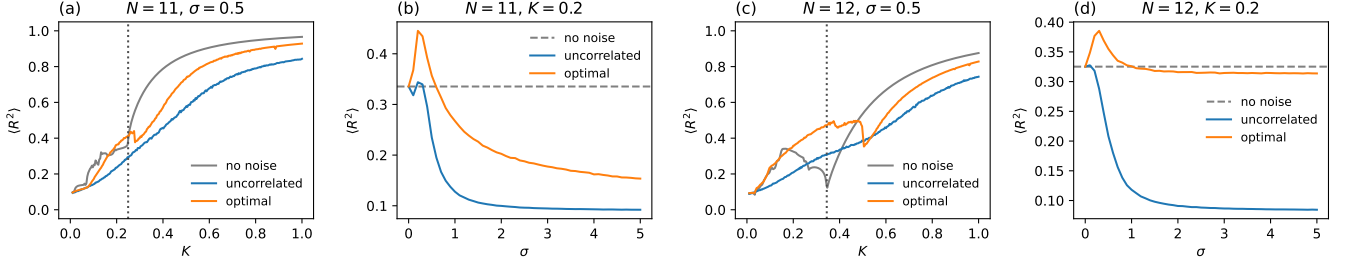 (a) N = 11, σ = 0.5
⟨R²⟩
1.0
0.8
0.6
0.4
0.2
0.0
no noise
uncorrelated
optimal
0.0 0.2 0.4 0.6 0.8 1.0
K
(b) N = 11, K = 0.2
⟨R²⟩
0.4
0.3
0.2
0.1
no noise
uncorrelated
optimal
0 1 2 3 4 5
σ
(c) N = 12, σ = 0.5
⟨R²⟩
1.0
0.8
0.6
0.4
0.2
0.0
no noise
uncorrelated
optimal
0.0 0.2 0.4 0.6 0.8 1.0
K
(d) N = 12, K = 0.2
⟨R²⟩
0.40
0.35
0.30
0.25
0.20
0.15
0.10
no noise
uncorrelated
optimal
0 1 2 3 4 5
σ